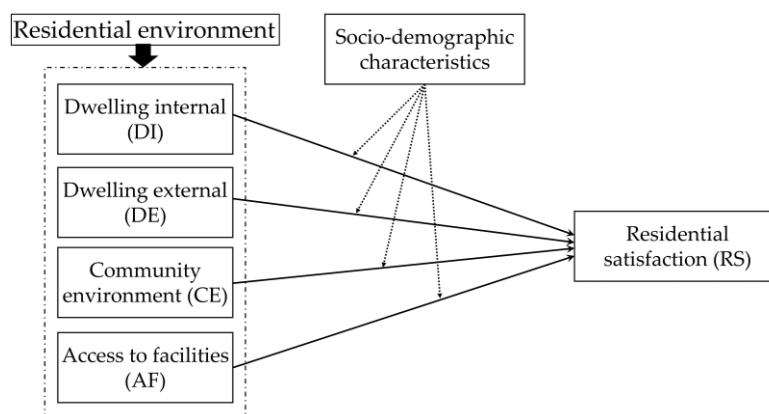 Residential environment
Socio-demographic
characteristics
Dwelling internal
(DI)
Dwelling external
(DE)
Community
environment (CE)
Access to facilities
(AF)
Residential
satisfaction (RS)